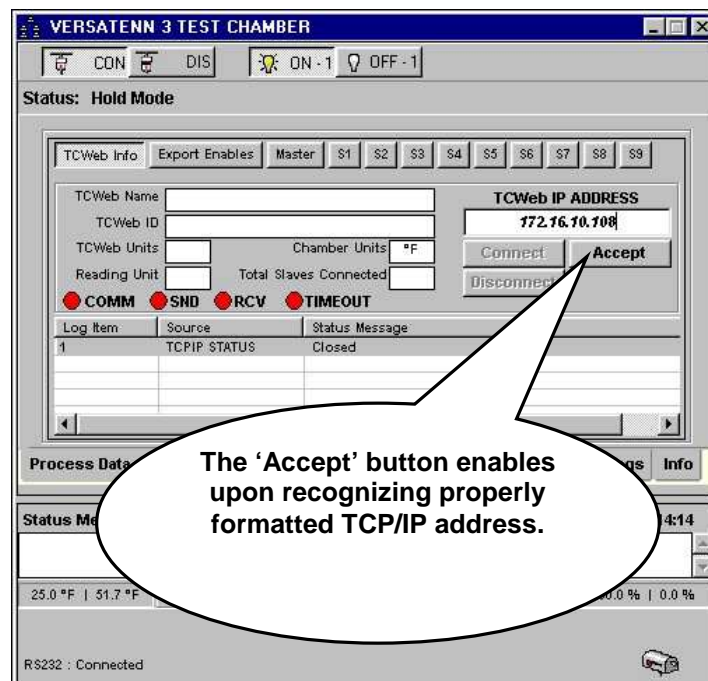 VERSATENN 3 TEST CHAMBER
CON DIS ON - 1 OFF - 1
Status: Hold Mode
TCWeb Info Export Enables Master S1 S2 S3 S4 S5 S6 S7 S8 S9
TCWeb Name
TCWeb IP ADDRESS
TCWeb ID
172.16.10.108
TCWeb Units Chamber Units °F
Connect Accept
Reading Unit Total Slaves Connected
Disconnect
COMM SND RCV TIMEOUT
Log Item Source Status Message
1 TCPIP STATUS Closed
Process Data Info
The ‘Accept’ button enables
upon recognizing properly
formatted TCP/IP address.
Status 4:14
25.0 °F | 51.7 °F 0.0 % | 0.0 %
RS232 : Connected